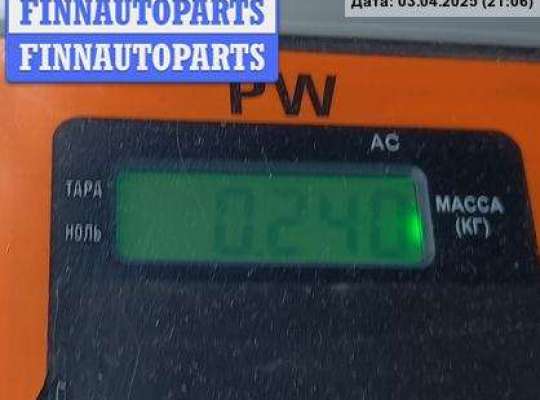 FINNAUTOPARTS
Дата: 03.04.2025 (21:06)
FINNAUTOPARTS
PW
AC
ТАРА
НОЛЬ
0.240
МАССА
(КГ)